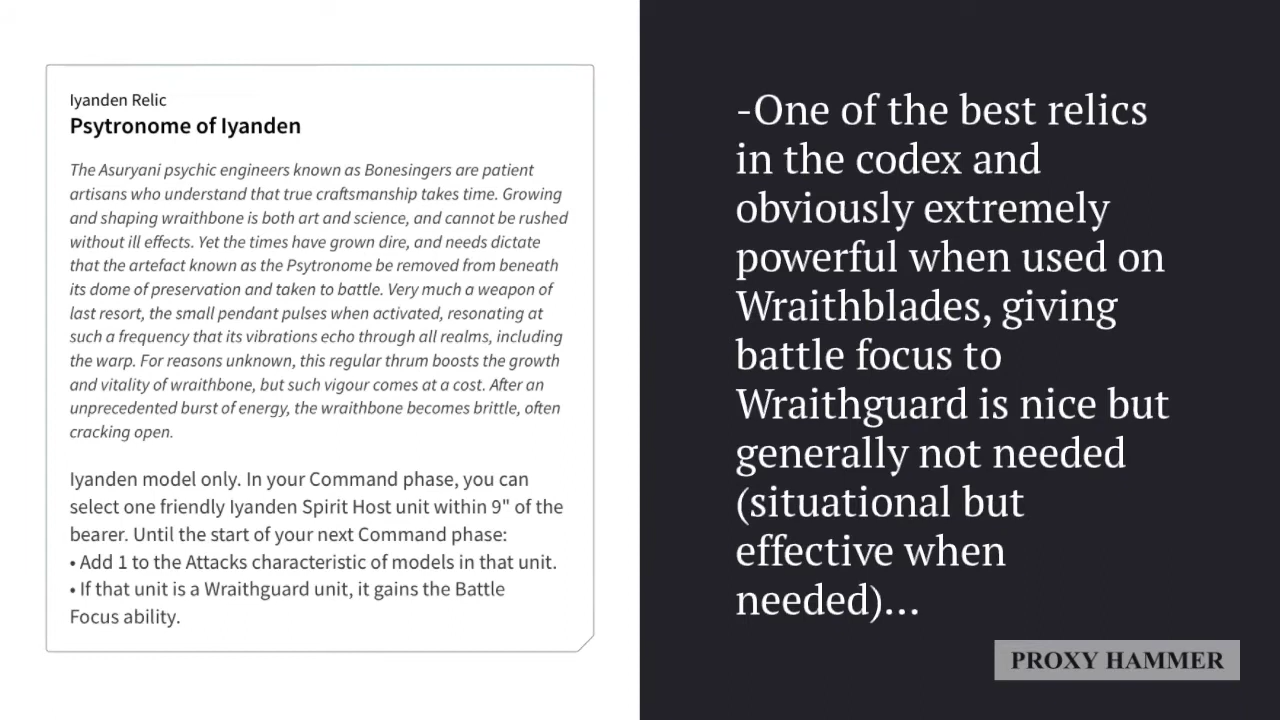 Iyanden Relic
Psytronome of Iyanden
The Asuryani psychic engineers known as Bonesingers are patient
artisans who understand that true craftsmanship takes time. Growing
and shaping wraithbone is both art and science, and cannot be rushed
without ill effects. Yet the times have grown dire, and needs dictate
that the artefact known as the Psytronome be removed from beneath
its dome of preservation and taken to battle. Very much a weapon of
last resort, the small pendant pulses when activated, resonating at
such a frequency that its vibrations echo through all realms, including
the warp. For reasons unknown, this regular thrum boosts the growth
and vitality of wraithbone, but such vigour comes at a cost. After an
unprecedented burst of energy, the wraithbone becomes brittle, often
cracking open.
Iyanden model only. In your Command phase, you can
select one friendly Iyanden Spirit Host unit within 9" of the
bearer. Until the start of your next Command phase:
• Add 1 to the Attacks characteristic of models in that unit.
• If that unit is a Wraithguard unit, it gains the Battle
Focus ability.
-One of the best relics
in the codex and
obviously extremely
powerful when used on
Wraithblades, giving
battle focus to
Wraithguard is nice but
generally not needed
(situational but
effective when
needed)...
PROXY HAMMER